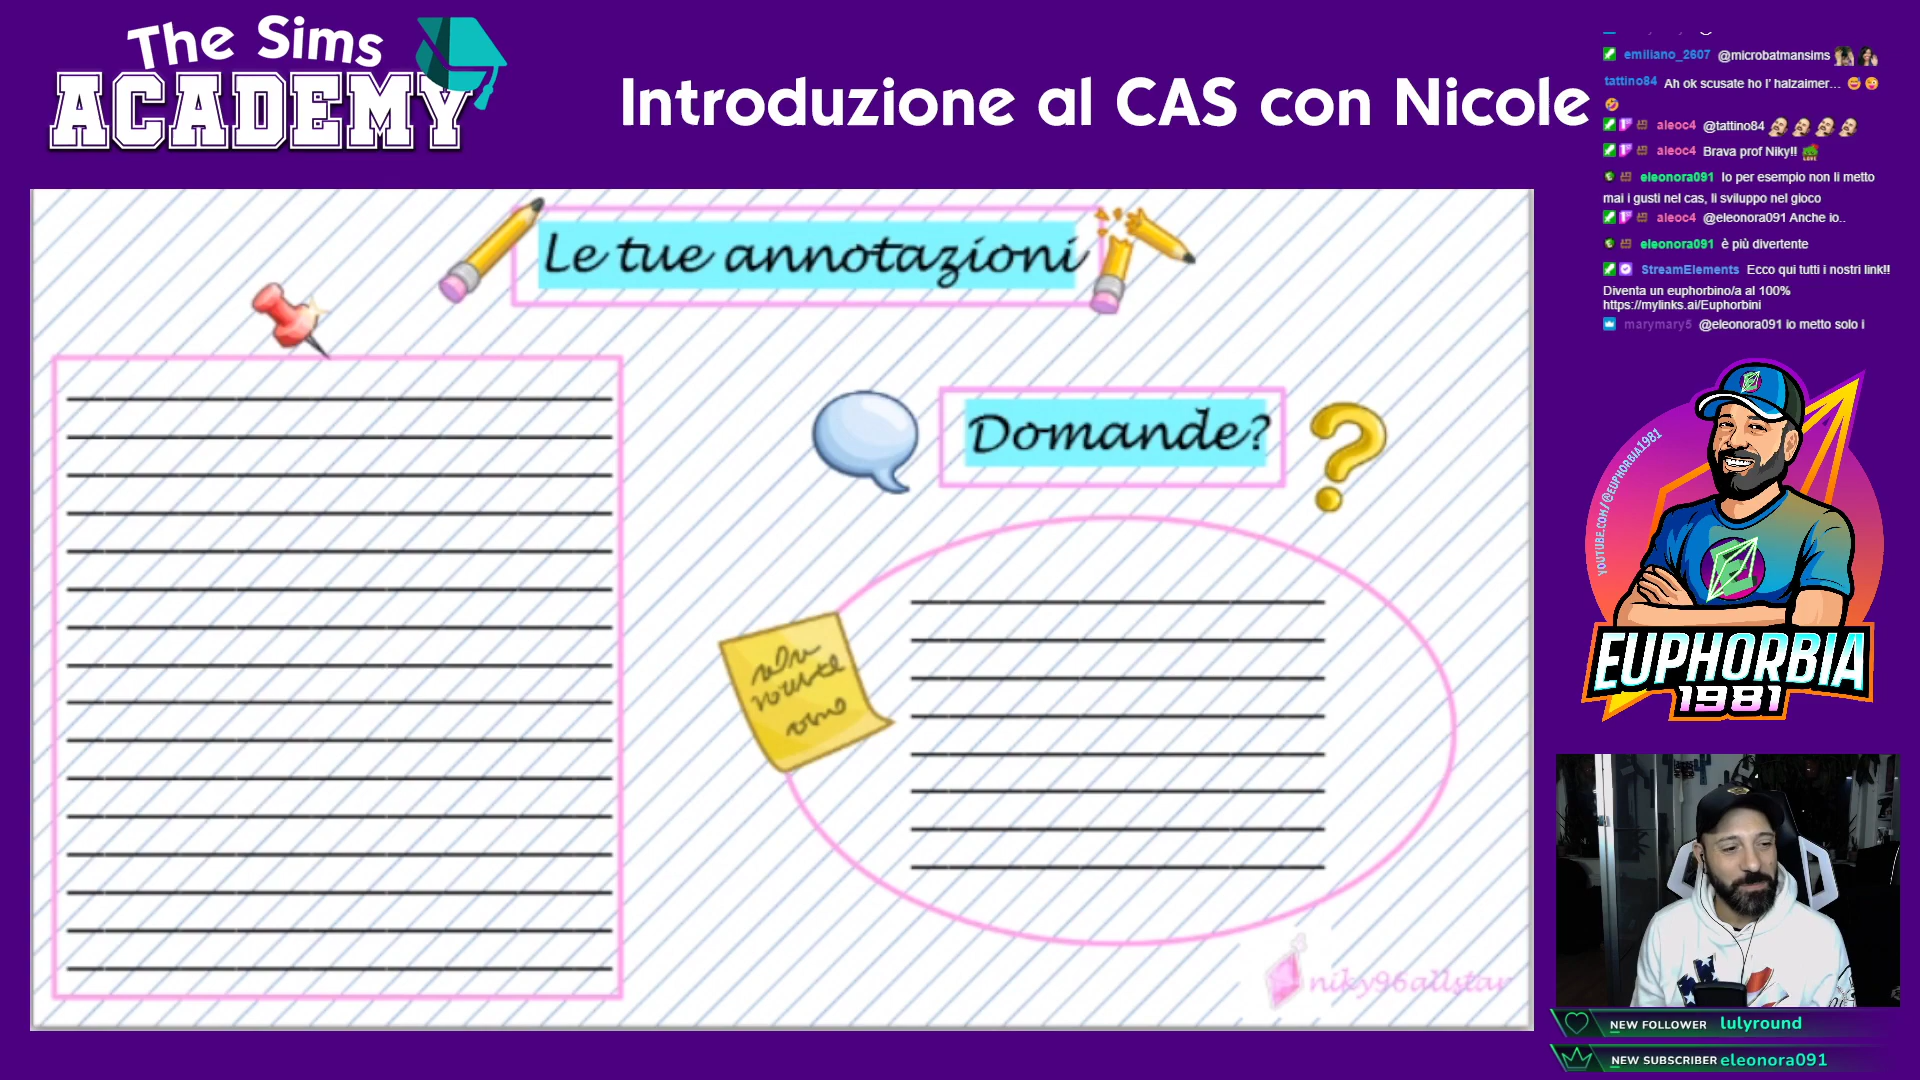 The Sims
ACADEMY
Introduzione al CAS con Nicole
Le tue annotazioni
Domande?
niky96allstar
emiliano_2607 @microbatmansims
tattino84 Ah ok scusate ho l' halzaimer...
aleoc4 @tattino84
aleoc4 Brava prof Niky!!
eleonora091 Io per esempio non li metto
mai i gusti nel cas, li sviluppo nel gioco
aleoc4 @eleonora091 Anche io..
eleonora091 è più divertente
StreamElements Ecco qui tutti i nostri link!!
Diventa un euphorbino/a al 100%
https://mylinks.ai/Euphorbini
marymary5 @eleonora091 io metto solo i
YOUTUBE.COM/@EUPHORBIA1981
EUPHORBIA
1981
NEW FOLLOWER lulyround
NEW SUBSCRIBER eleonora091